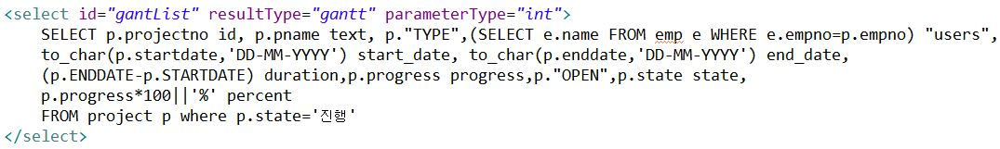 <select id="gantList" resultType="gantt" parameterType="int">
SELECT p.projectno id, p.pname text, p."TYPE",(SELECT e.name FROM emp e WHERE e.empno=p.empno) "users",
to_char(p.startdate,'DD-MM-YYYY') start_date, to_char(p.enddate,'DD-MM-YYYY') end_date,
(p.ENDDATE-p.STARTDATE) duration,p.progress progress,p."OPEN",p.state state,
p.progress*100||'%' percent
FROM project p where p.state='진행'
</select>